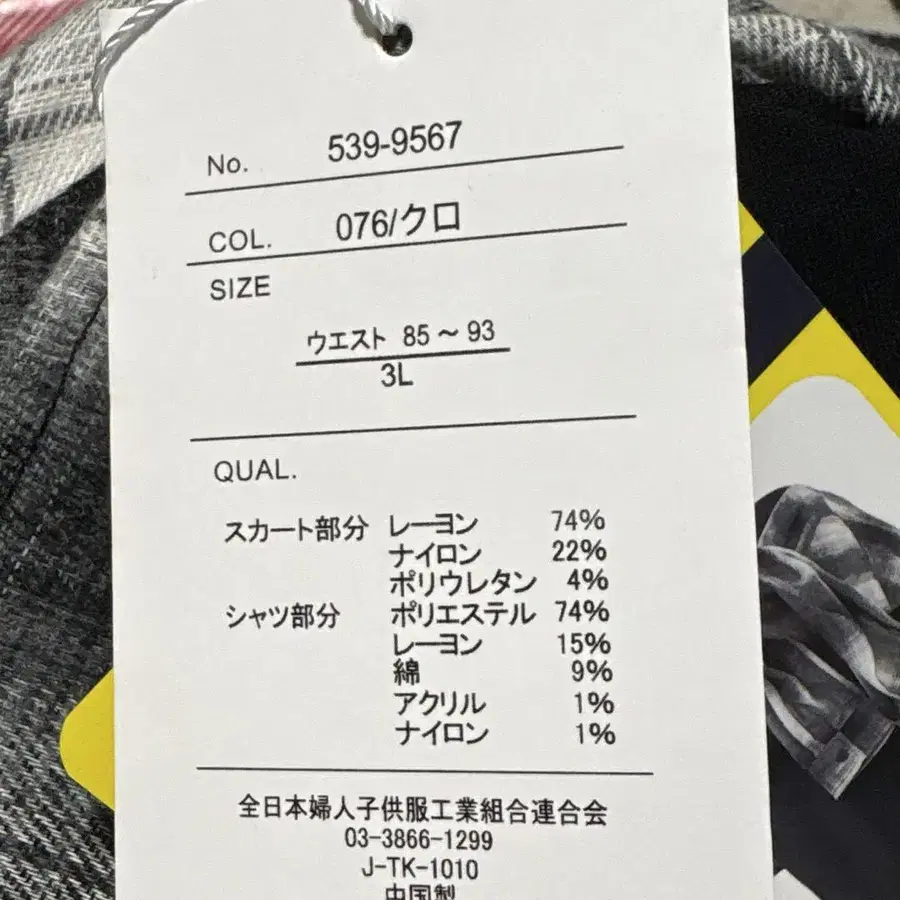 No. 539-9567
COL. 076/クロ
SIZE
ウエスト 85～93
3L
QUAL.
スカート部分 レーヨン 74%
ナイロン 22%
ポリウレタン 4%
シャツ部分 ポリエステル 74%
レーヨン 15%
綿 9%
アクリル 1%
ナイロン 1%
全日本婦人子供服工業組合連合会
03-3866-1299
J-TK-1010
中国製